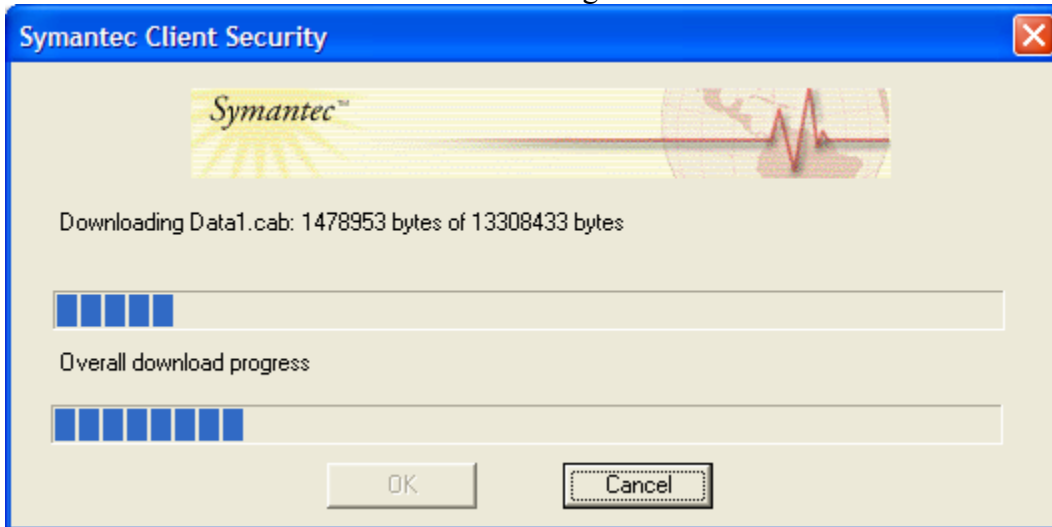 Symantec Client Security
Symantec™
Downloading Data1.cab: 1478953 bytes of 13308433 bytes
Overall download progress
OK
Cancel